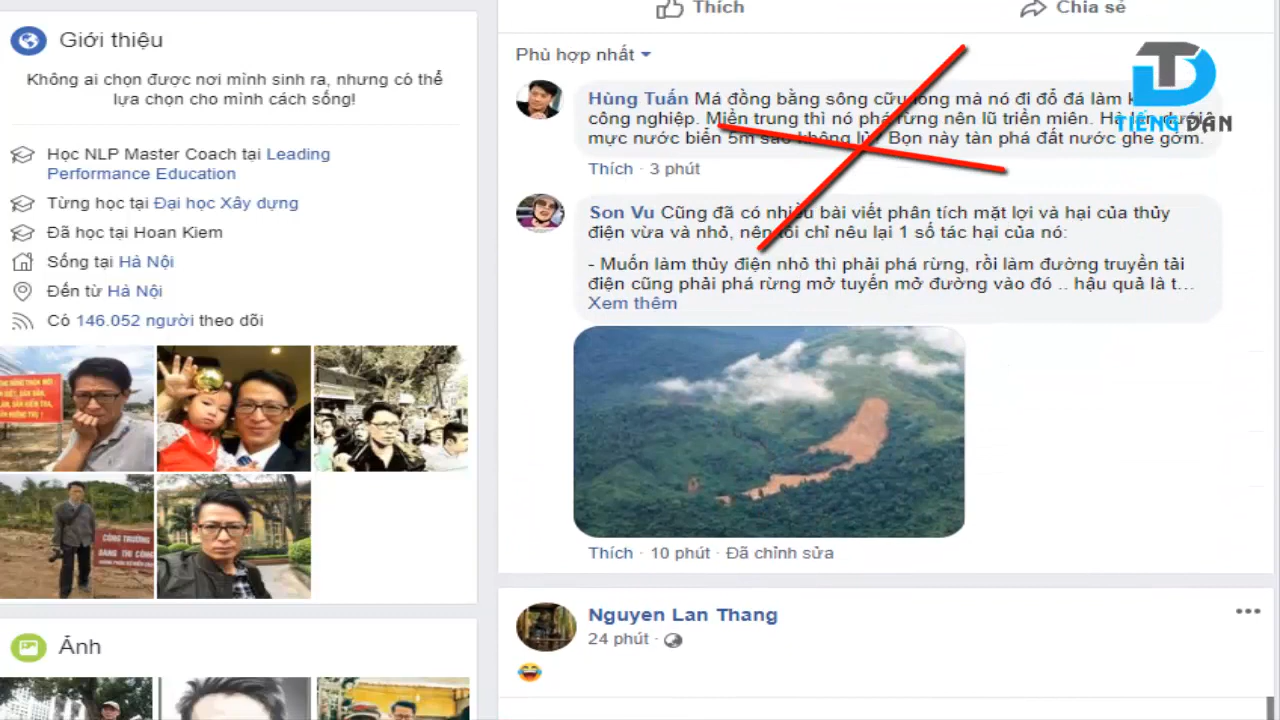 Giới thiệu
Không ai chọn được nơi mình sinh ra, nhưng có thể
lựa chọn cho mình cách sống!
Học NLP Master Coach tại Leading
Performance Education
Từng học tại Đại học Xây dựng
Đã học tại Hoan Kiem
Sống tại Hà Nội
Đến từ Hà Nội
Có 146.052 người theo dõi
CÔNG TRƯỜNG
ĐANG THI CÔNG
Ảnh
Thích
Chia sẻ
Phù hợp nhất
TIẾNG DÂN
Hùng Tuấn Má đồng bằng sông cữu long mà nó đi đổ đá làm
công nghiệp. Miền trung thì nó phá rừng nên lũ triền miên. Hà lan dưới
mực nước biển 5m sao không lũ. Bọn này tàn phá đất nước ghê gớm.
Thích · 3 phút
Son Vu Cũng đã có nhiều bài viết phân tích mặt lợi và hại của thủy
điện vừa và nhỏ, nên tôi chỉ nêu lại 1 số tác hại của nó:
- Muốn làm thủy điện nhỏ thì phải phá rừng, rồi làm đường truyền tải
điện cũng phải phá rừng mở tuyến mở đường vào đó .. hậu quả là t...
Xem thêm
Thích · 10 phút · Đã chỉnh sửa
Nguyen Lan Thang
24 phút ·